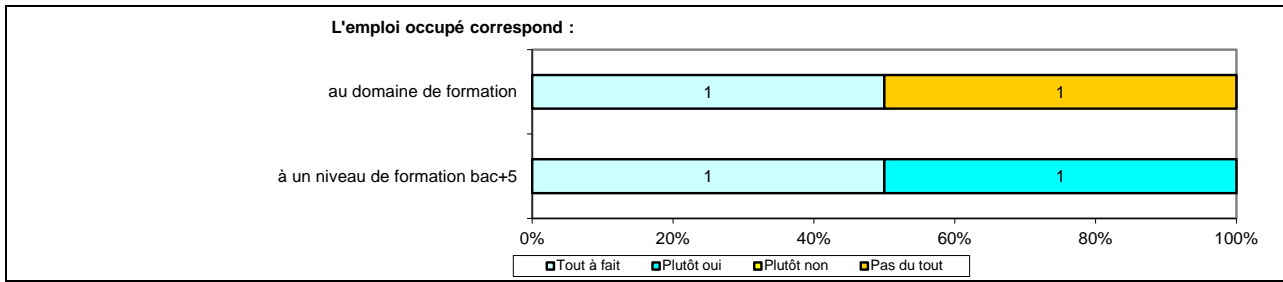 L'emploi occupé correspond :
au domaine de formation
1 1
à un niveau de formation bac+5
1 1
0% 20% 40% 60% 80% 100%
Tout à fait Plutôt oui Plutôt non Pas du tout